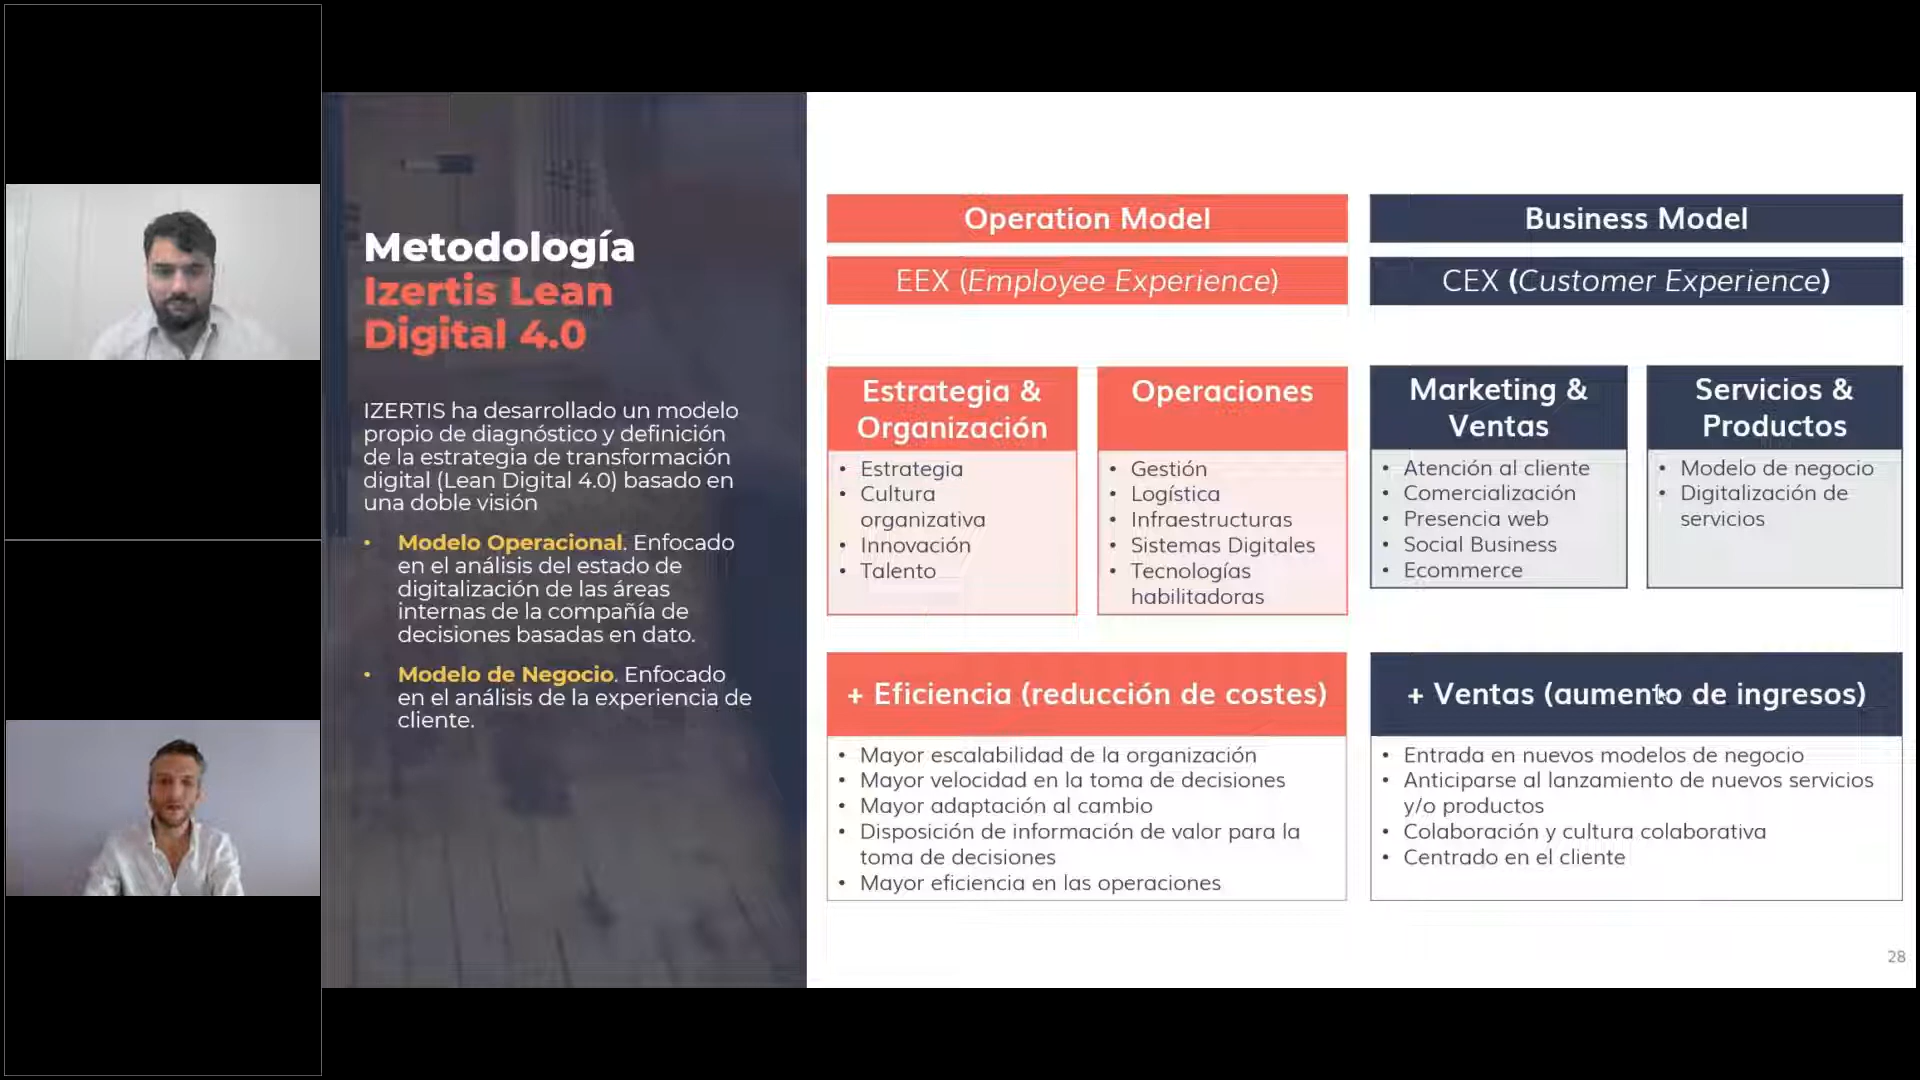 Metodología
Izertis Lean
Digital 4.0
IZERTIS ha desarrollado un modelo
propio de diagnóstico y definición
de la estrategia de transformación
digital (Lean Digital 4.0) basado en
una doble visión
• Modelo Operacional. Enfocado
en el análisis del estado de
digitalización de las áreas
internas de la compañía de
decisiones basadas en dato.
• Modelo de Negocio. Enfocado
en el análisis de la experiencia de
cliente.
Operation Model
EEX (Employee Experience)
Estrategia &
Organización
• Estrategia
• Cultura
organizativa
• Innovación
• Talento
Operaciones
• Gestión
• Logística
• Infraestructuras
• Sistemas Digitales
• Tecnologías
habilitadoras
+ Eficiencia (reducción de costes)
• Mayor escalabilidad de la organización
• Mayor velocidad en la toma de decisiones
• Mayor adaptación al cambio
• Disposición de información de valor para la
toma de decisiones
• Mayor eficiencia en las operaciones
Business Model
CEX (Customer Experience)
Marketing &
Ventas
• Atención al cliente
• Comercialización
• Presencia web
• Social Business
• Ecommerce
Servicios &
Productos
• Modelo de negocio
• Digitalización de
servicios
+ Ventas (aumento de ingresos)
• Entrada en nuevos modelos de negocio
• Anticiparse al lanzamiento de nuevos servicios
y/o productos
• Colaboración y cultura colaborativa
• Centrado en el cliente
28